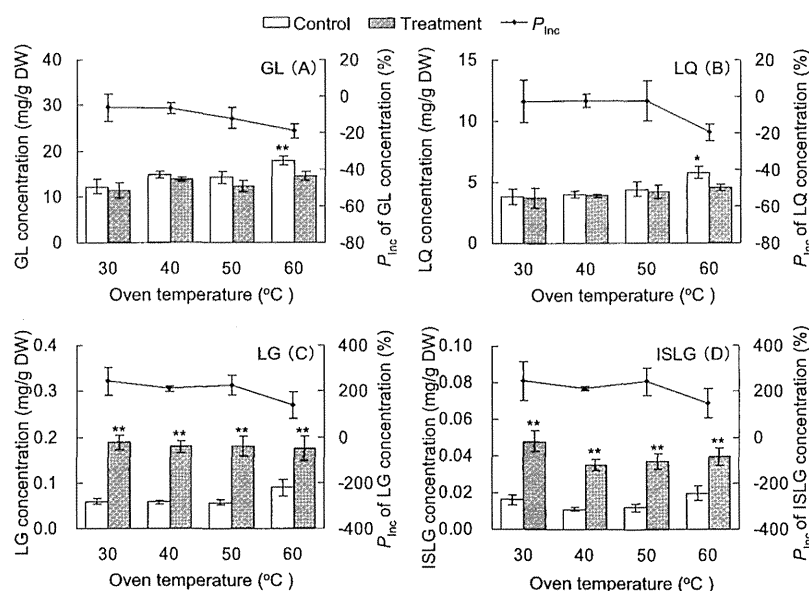 Control Treatment P Inc
GL (A)
GL concentration (mg/g DW)
40
30
20
10
0
20
0
-20
-40
-60
-80
P Inc of GL concentration (%)
**
30 40 50 60
Oven temperature (ºC )
LQ (B)
LQ concentration (mg/g DW)
15
10
5
0
20
0
-20
-40
-60
-80
P Inc of LQ concentration (%)
*
30 40 50 60
Oven temperature (ºC )
LG (C)
LG concentration (mg/g DW)
0.4
0.3
0.2
0.1
0.0
400
200
0
-200
-400
P Inc of LG concentration (%)
** ** ** **
30 40 50 60
Oven temperature (ºC )
ISLG (D)
ISLG concentration (mg/g DW)
0.10
0.08
0.06
0.04
0.02
0.00
400
200
0
-200
-400
P Inc of ISLG concentration (%)
** ** ** **
30 40 50 60
Oven temperature (ºC )